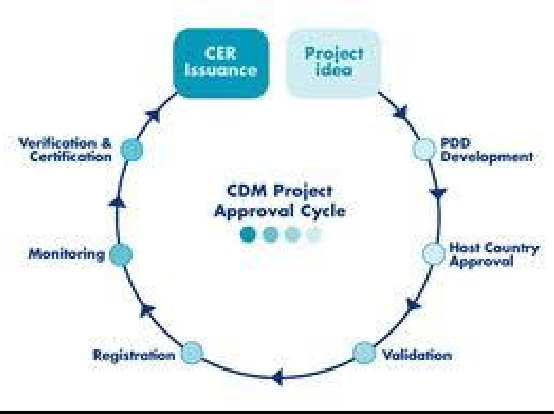 CER
Issuance
Project
idea
Verification &
Certification
PDD
Development
CDM Project
Approval Cycle
Monitoring
Host Country
Approval
Registration
Validation